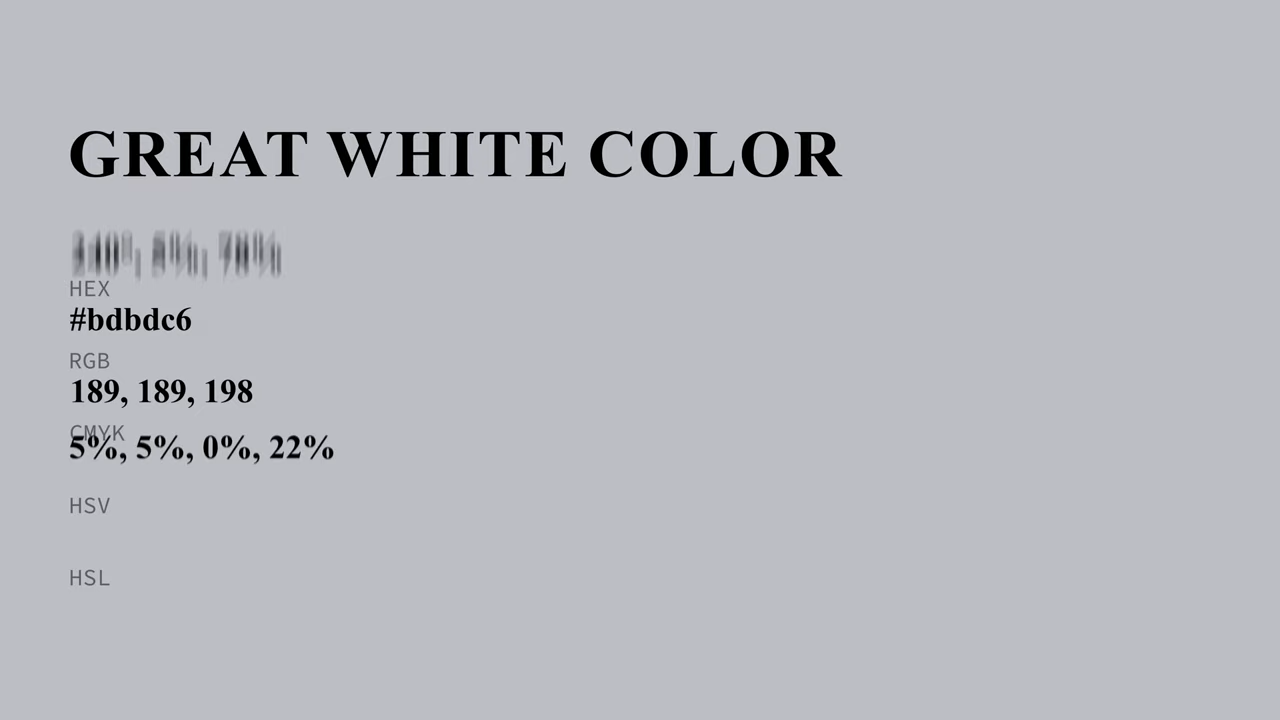 GREAT WHITE COLOR
HEX
#bdbdc6
RGB
189, 189, 198
CMYK
5%, 5%, 0%, 22%
HSV
HSL